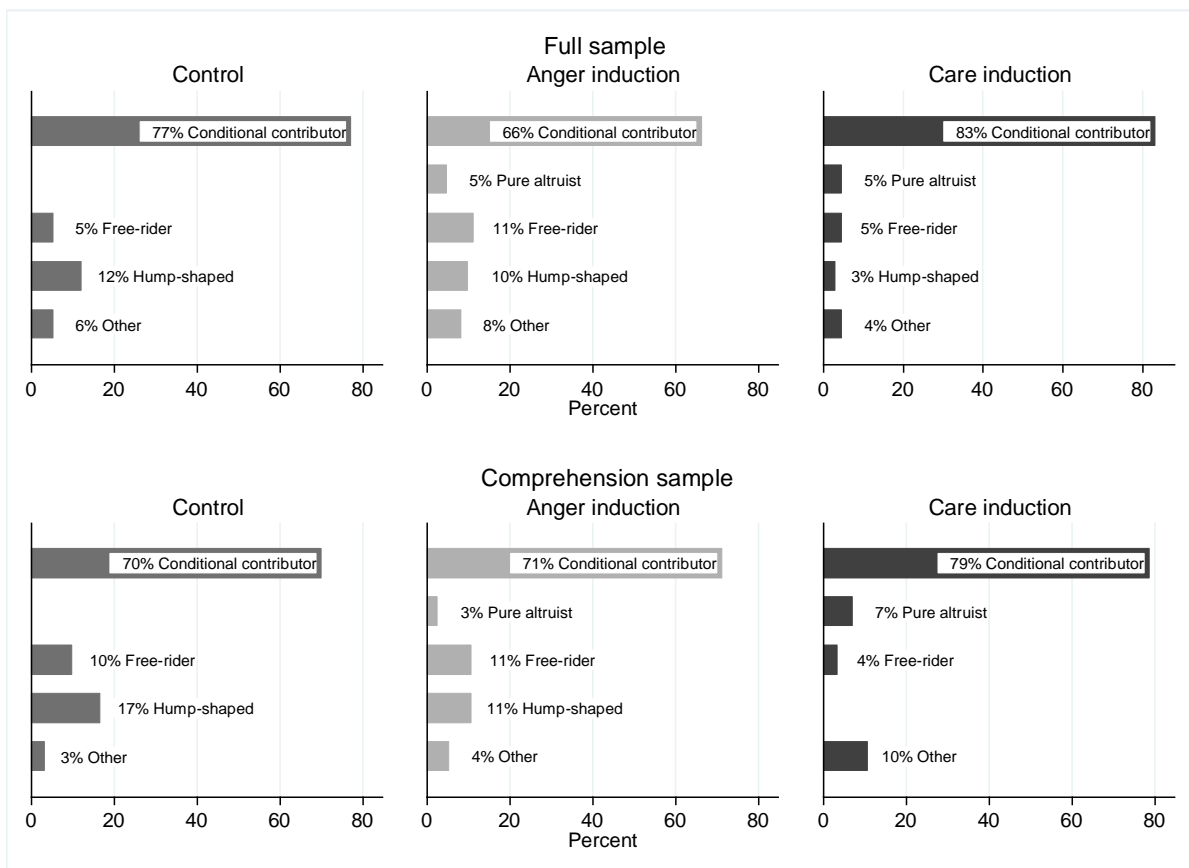 Full sample
Control
Anger induction
Care induction
77% Conditional contributor
5% Free-rider
12% Hump-shaped
6% Other
0 20 40 60 80
66% Conditional contributor
5% Pure altruist
11% Free-rider
10% Hump-shaped
8% Other
0 20 40 60 80
Percent
83% Conditional contributor
5% Pure altruist
5% Free-rider
3% Hump-shaped
4% Other
0 20 40 60 80
Comprehension sample
Control
Anger induction
Care induction
70% Conditional contributor
10% Free-rider
17% Hump-shaped
3% Other
0 20 40 60 80
71% Conditional contributor
3% Pure altruist
11% Free-rider
11% Hump-shaped
4% Other
0 20 40 60 80
Percent
79% Conditional contributor
7% Pure altruist
4% Free-rider
10% Other
0 20 40 60 80